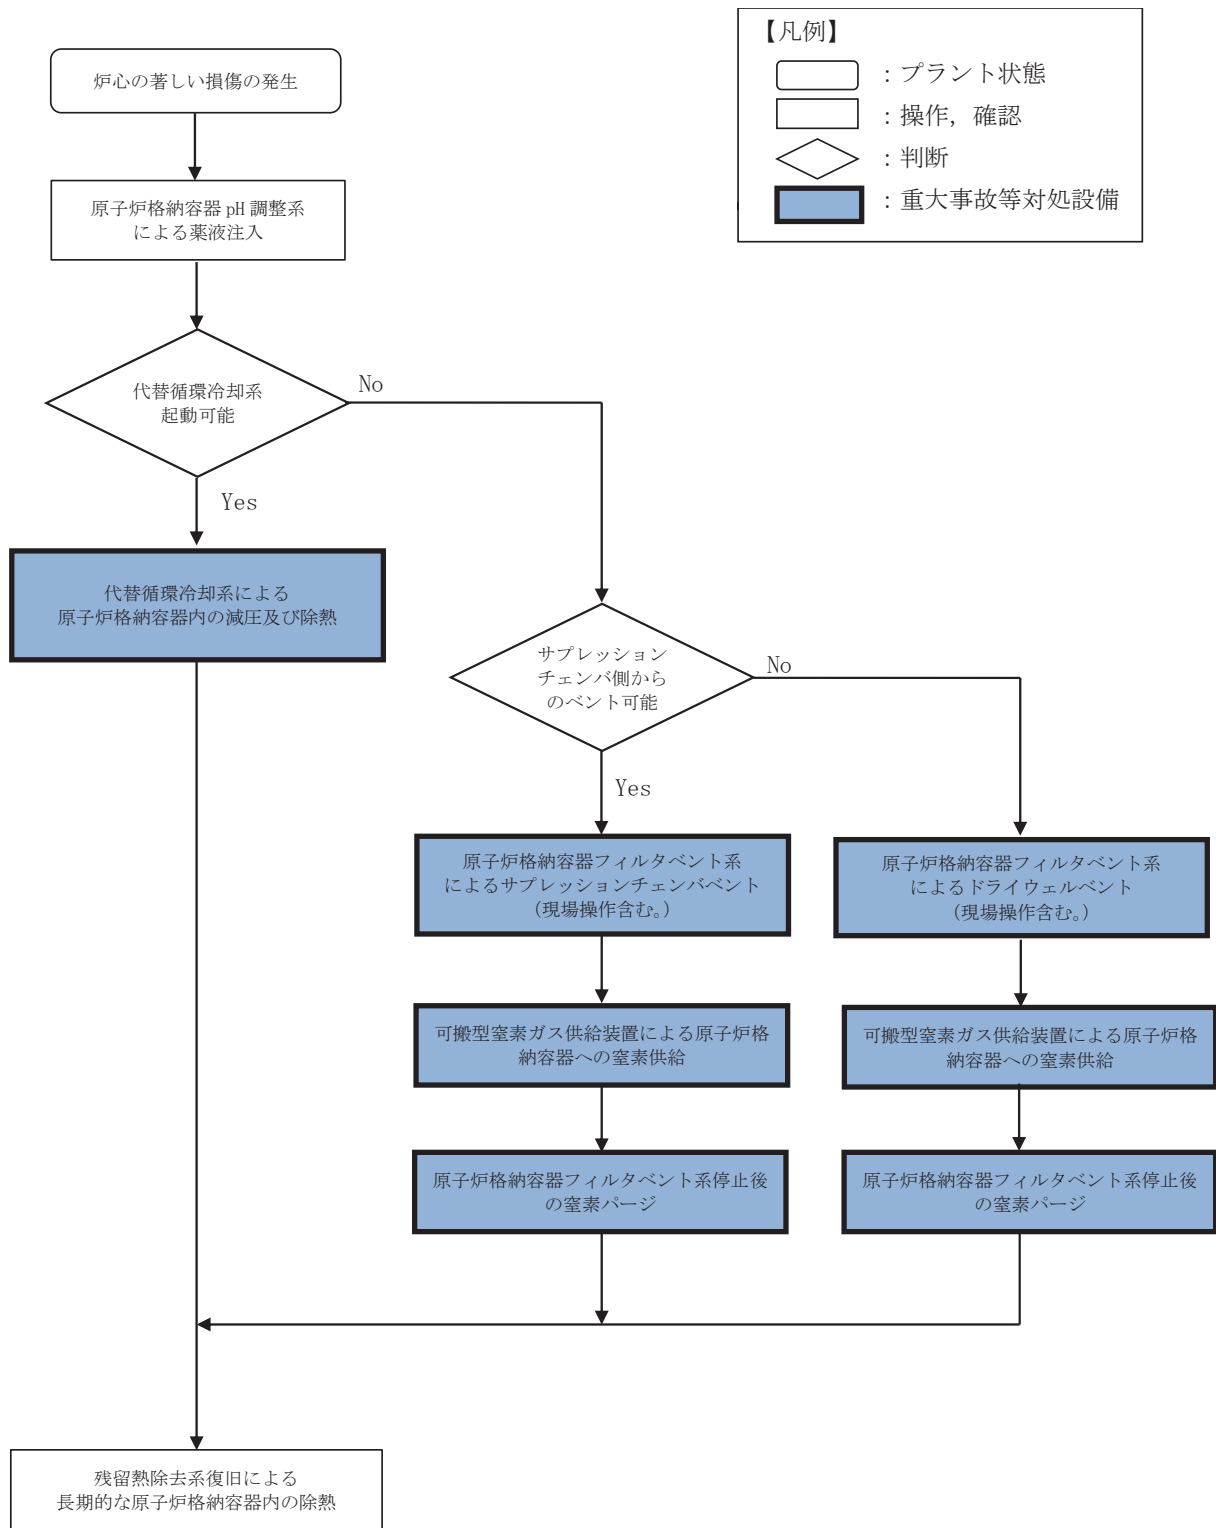 【凡例】
：プラント状態
：操作，確認
：判断
：重大事故等対処設備
炉心の著しい損傷の発生
原子炉格納容器 pH 調整系
による薬液注入
代替循環冷却系
起動可能
No
Yes
代替循環冷却系による
原子炉格納容器内の減圧及び除熱
サプレッション
チェンバ側から
のベント可能
No
Yes
原子炉格納容器フィルタベント系
によるサプレッションチェンバベント
（現場操作含む。）
原子炉格納容器フィルタベント系
によるドライウェルベント
（現場操作含む。）
可搬型窒素ガス供給装置による原子炉格
納容器への窒素供給
可搬型窒素ガス供給装置による原子炉格
納容器への窒素供給
原子炉格納容器フィルタベント系停止後
の窒素パージ
原子炉格納容器フィルタベント系停止後
の窒素パージ
残留熱除去系復旧による
長期的な原子炉格納容器内の除熱